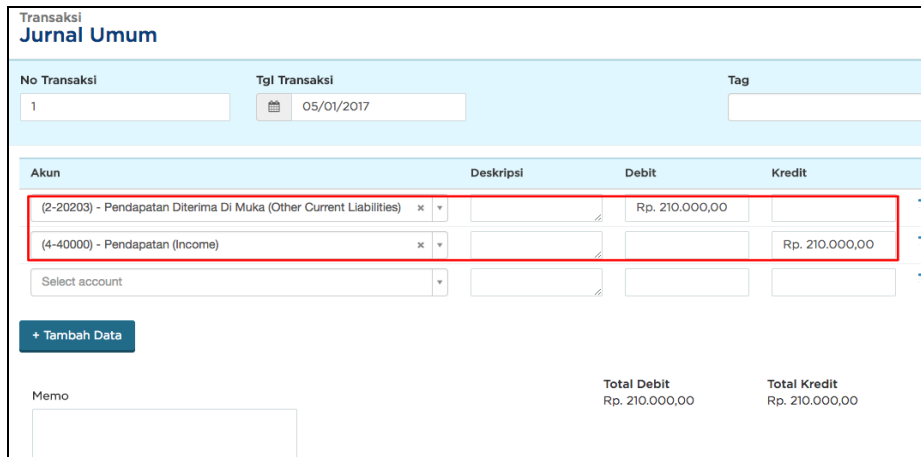 Transaksi
Jurnal Umum
No Transaksi Tgl Transaksi Tag
1 05/01/2017
Akun Deskripsi Debit Kredit
(2-20203) - Pendapatan Diterima Di Muka (Other Current Liabilities) × Rp. 210.000,00
(4-40000) - Pendapatan (Income) × Rp. 210.000,00
Select account
+ Tambah Data
Total Debit Total Kredit
Memo Rp. 210.000,00 Rp. 210.000,00